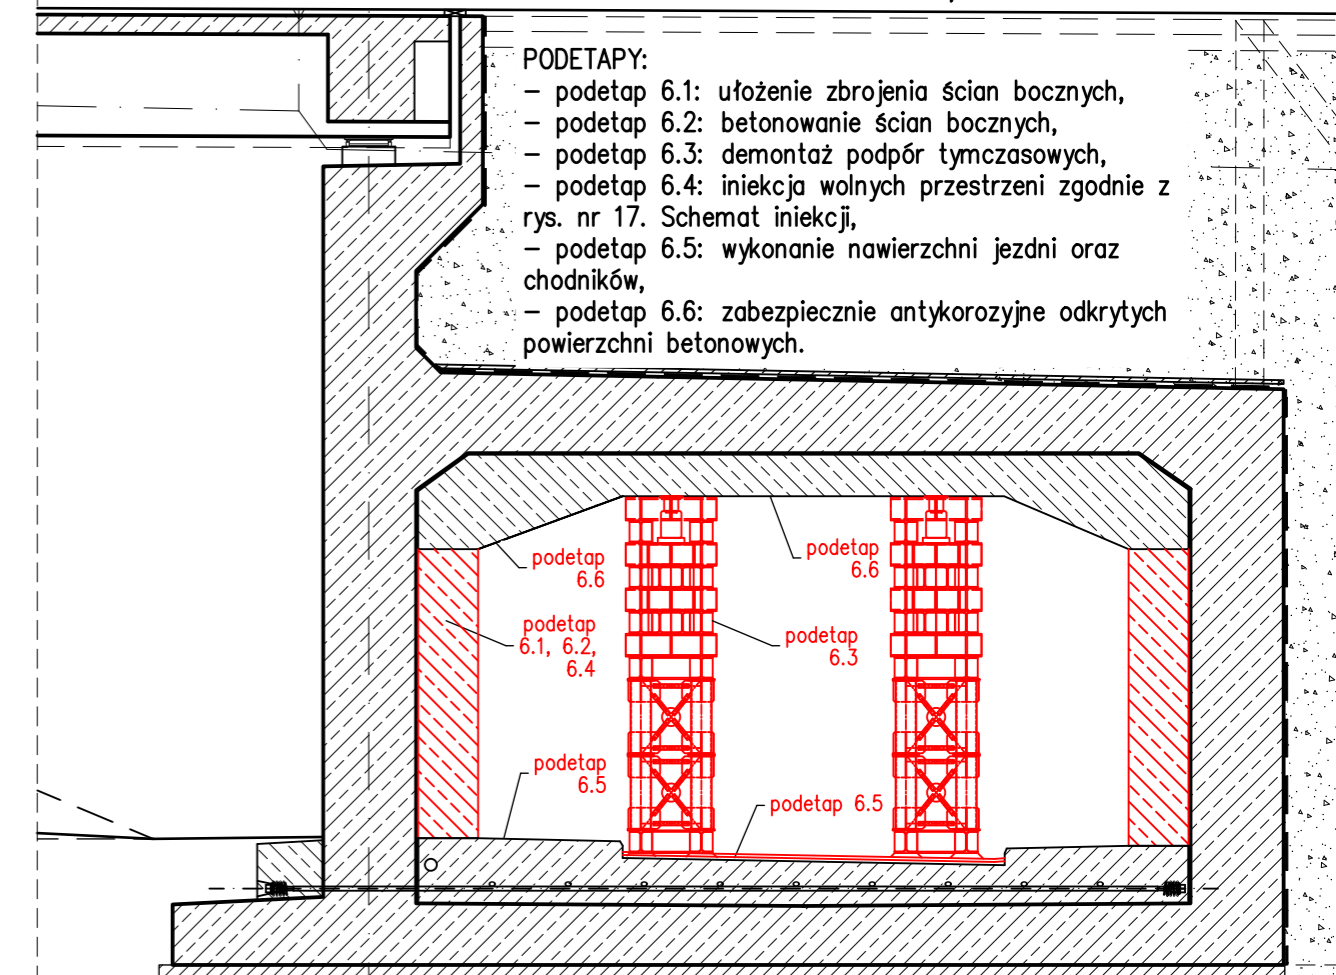 PODETAPY:
– podetap 6.1: ułożenie zbrojenia ścian bocznych,
– podetap 6.2: betonowanie ścian bocznych,
– podetap 6.3: demontaż podpór tymczasowych,
– podetap 6.4: iniekcja wolnych przestrzeni zgodnie z
rys. nr 17. Schemat iniekcji,
– podetap 6.5: wykonanie nawierzchni jezdni oraz
chodników,
– podetap 6.6: zabezpiecznie antykorozyjne odkrytych
powierzchni betonowych.
podetap
6.6
podetap
6.6
podetap
6.1, 6.2,
6.4
podetap
6.3
podetap
6.5
podetap 6.5